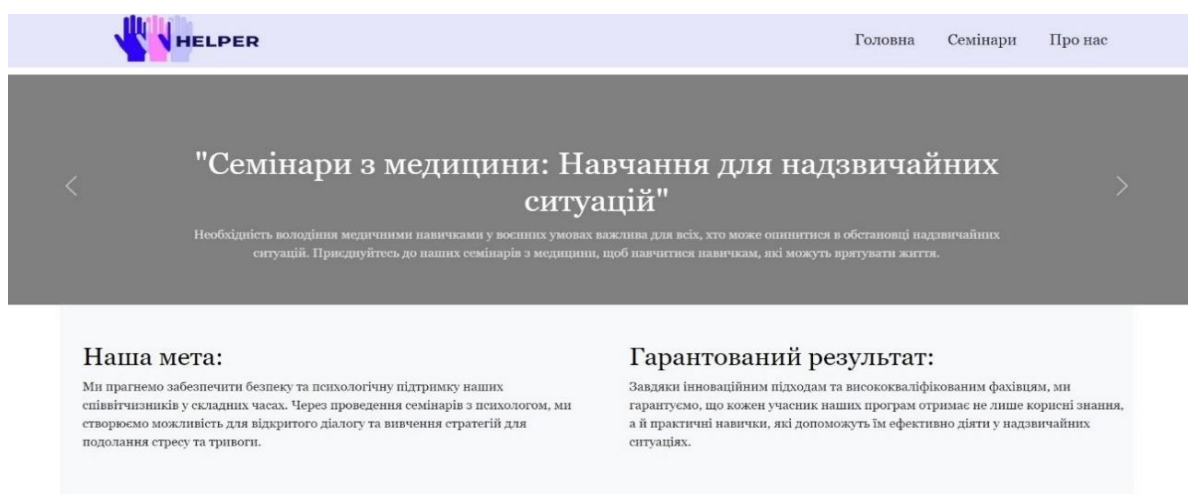 HELPER
Головна Семінари Про нас
"Семінари з медицини: Навчання для надзвичайних
ситуацій"
Необхідність володіння медичними навичками у воєнних умовах важлива для всіх, хто може опинитися в обстановці надзвичайних
ситуацій. Приєднуйтесь до наших семінарів з медицини, щоб навчитися навичкам, які можуть врятувати життя.
Наша мета:
Ми прагнемо забезпечити безпеку та психологічну підтримку наших
співвітчизників у складних часах. Через проведення семінарів з психологом, ми
створюємо можливість для відкритого діалогу та вивчення стратегій для
подолання стресу та тривоги.
Гарантований результат:
Завдяки інноваційним підходам та висококваліфікованим фахівцям, ми
гарантуємо, що кожен учасник наших програм отримає не лише корисні знання,
а й практичні навички, які допоможуть їм ефективно діяти у надзвичайних
ситуаціях.